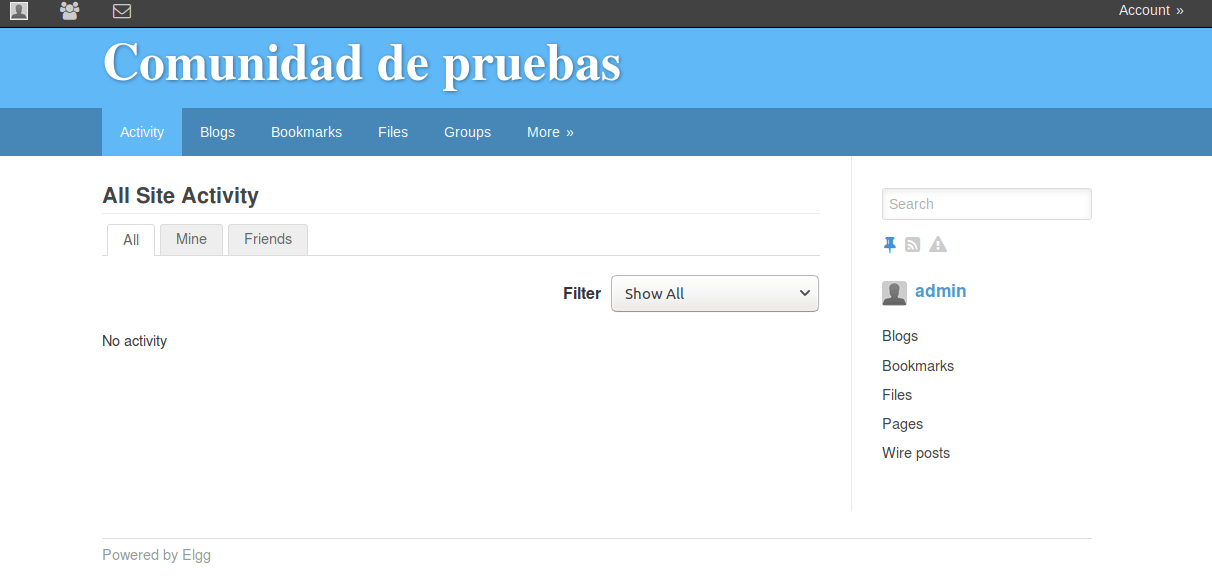 Account »
Comunidad de pruebas
Activity Blogs Bookmarks Files Groups More »
All Site Activity
All Mine Friends
Filter Show All
No activity
Search
admin
Blogs
Bookmarks
Files
Pages
Wire posts
Powered by Elgg